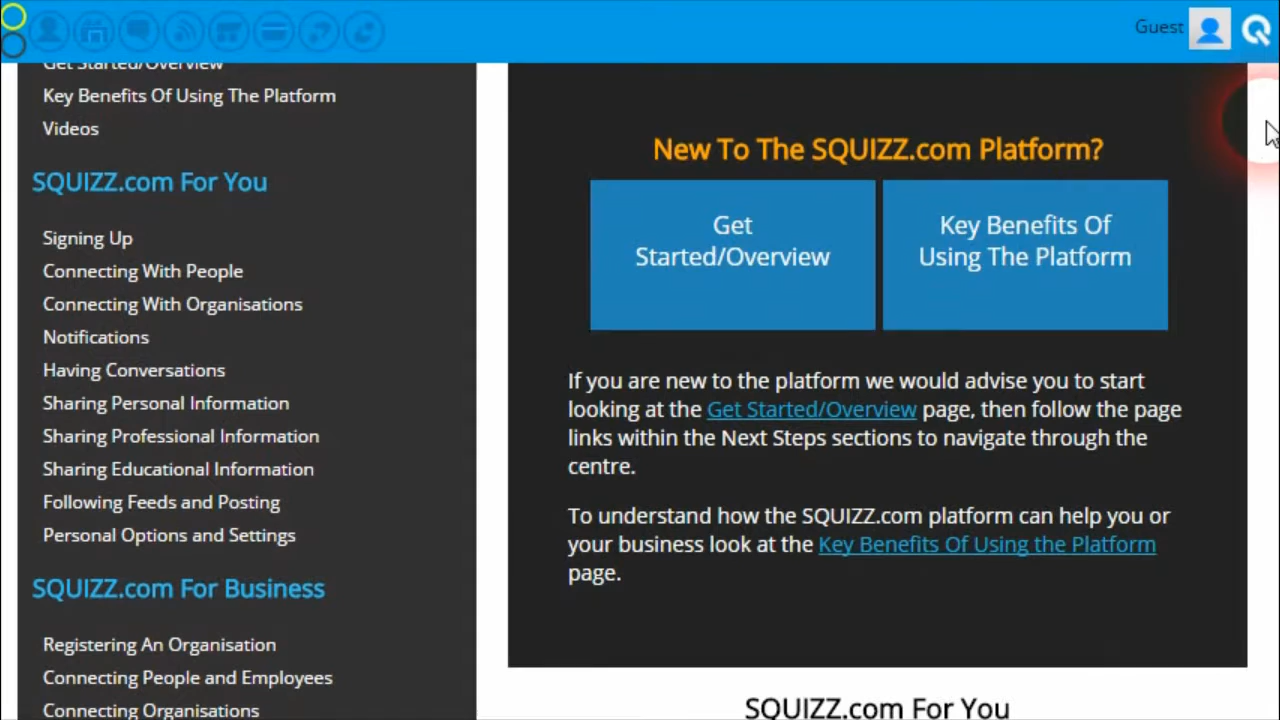 Guest
Get Started/Overview
Key Benefits Of Using The Platform
Videos
SQUIZZ.com For You
Signing Up
Connecting With People
Connecting With Organisations
Notifications
Having Conversations
Sharing Personal Information
Sharing Professional Information
Sharing Educational Information
Following Feeds and Posting
Personal Options and Settings
SQUIZZ.com For Business
Registering An Organisation
Connecting People and Employees
Connecting Organisations
New To The SQUIZZ.com Platform?
Get
Started/Overview
Key Benefits Of
Using The Platform
If you are new to the platform we would advise you to start
looking at the Get Started/Overview page, then follow the page
links within the Next Steps sections to navigate through the
centre.
To understand how the SQUIZZ.com platform can help you or
your business look at the Key Benefits Of Using the Platform
page.
SQUIZZ.com For You